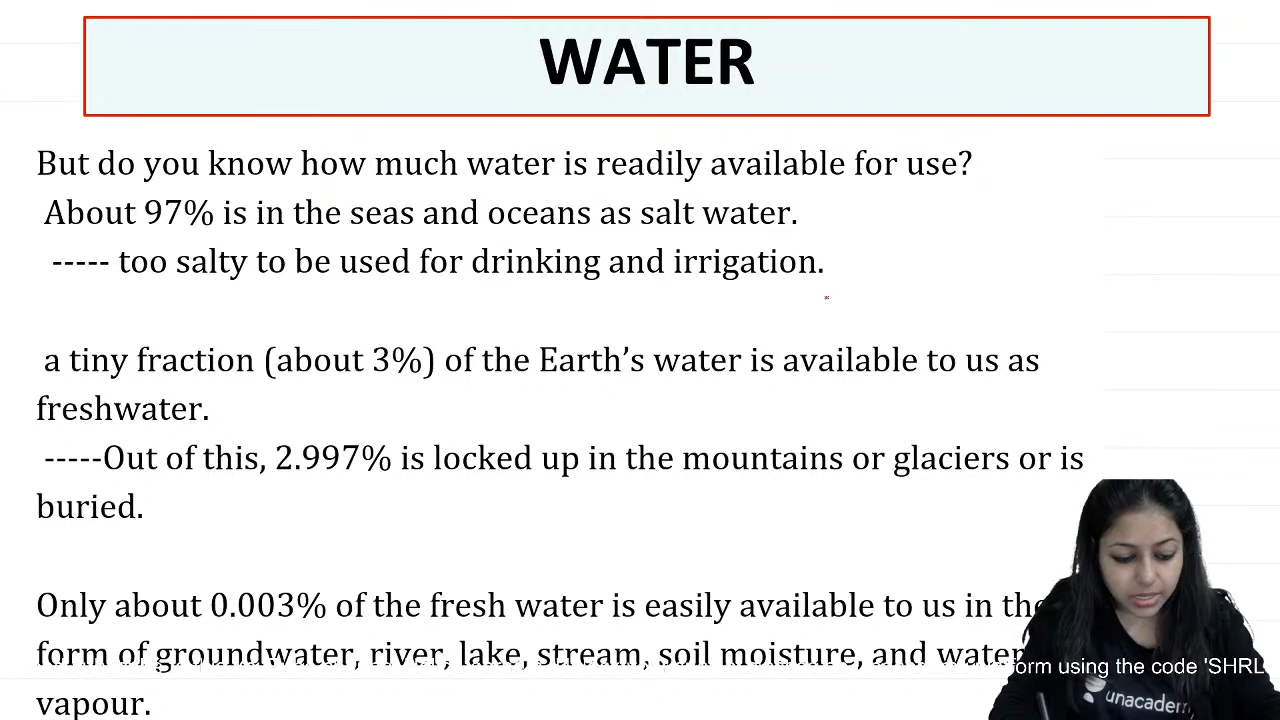 WATER
But do you know how much water is readily available for use?
About 97% is in the seas and oceans as salt water.
----- too salty to be used for drinking and irrigation.
a tiny fraction (about 3%) of the Earth’s water is available to us as
freshwater.
-----Out of this, 2.997% is locked up in the mountains or glaciers or is
buried.
Only about 0.003% of the fresh water is easily available to us in the
form of groundwater, river, lake, stream, soil moisture, and water
vapour.
form using the code 'SHRL
unacademy